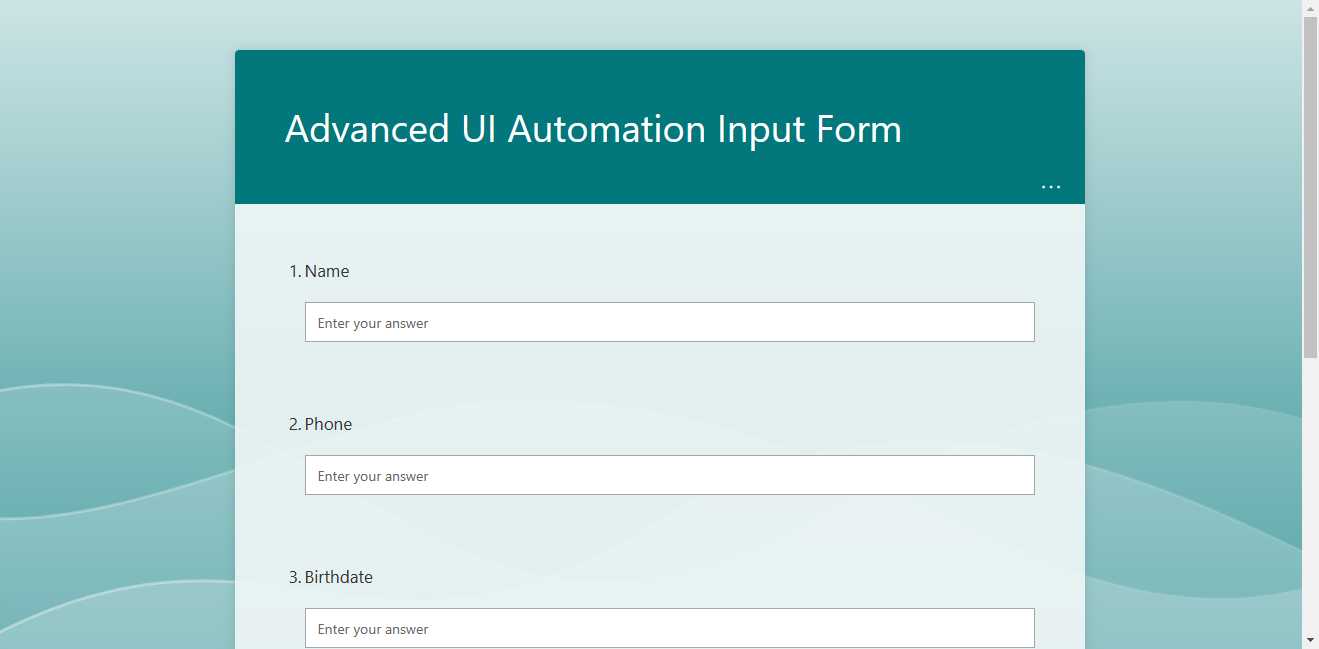 Advanced UI Automation Input Form
...
1. Name
Enter your answer
2. Phone
Enter your answer
3. Birthdate
Enter your answer